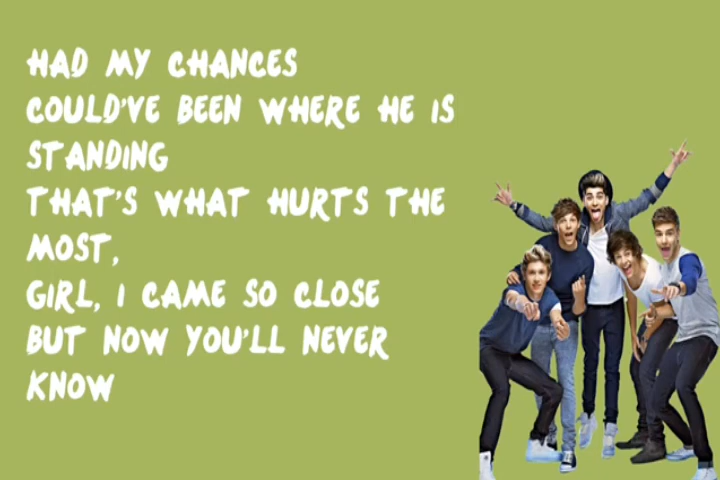 HAD MY CHANCES
COULD'VE BEEN WHERE HE IS
STANDING
THAT'S WHAT HURTS THE
MOST,
GIRL, I CAME SO CLOSE
BUT NOW YOU'LL NEVER
KNOW